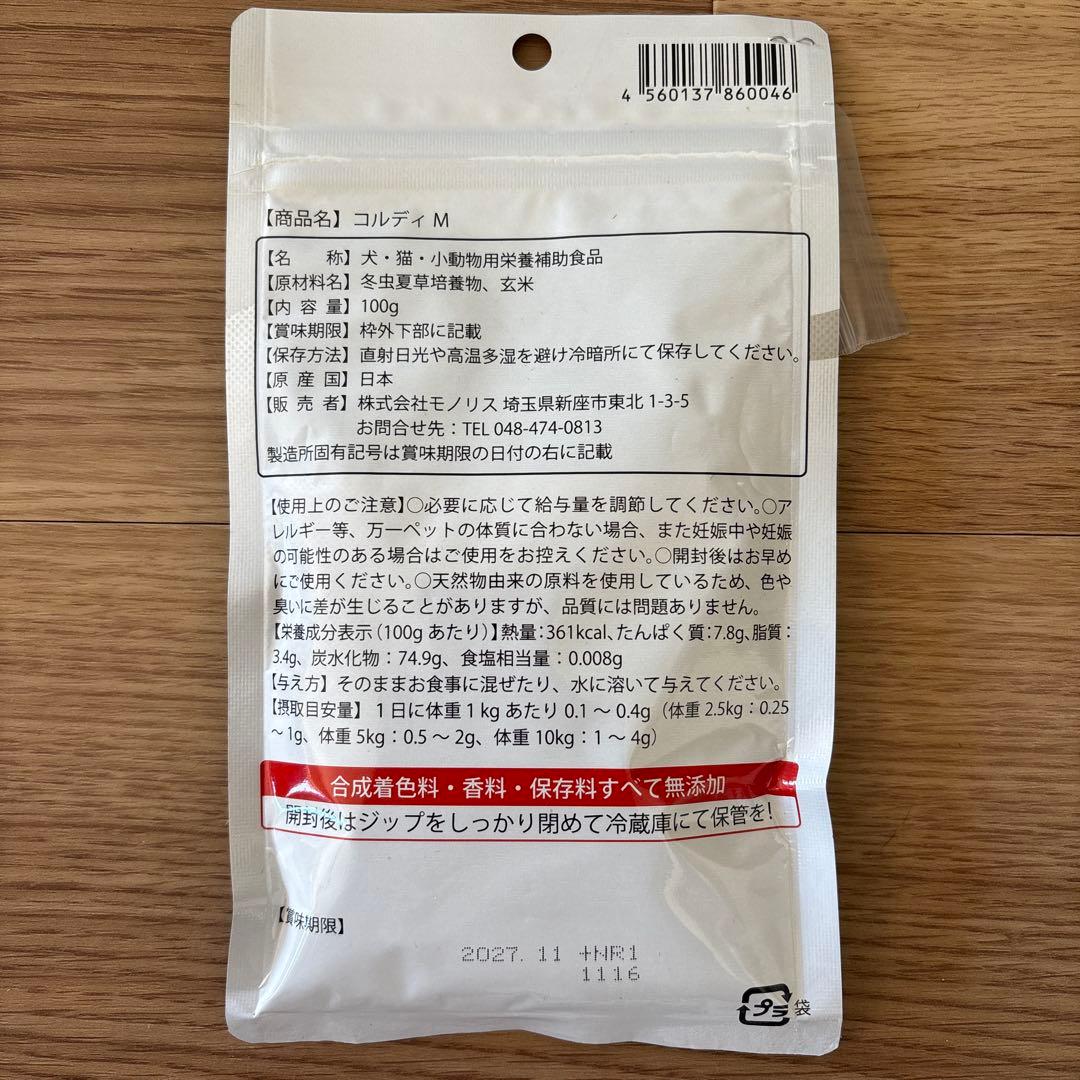 4 560137 860046
【商品名】コルディ M
【名　　称】犬・猫・小動物用栄養補助食品
【原材料名】冬虫夏草培養物、玄米
【内 容 量】100g
【賞味期限】枠外下部に記載
【保存方法】直射日光や高温多湿を避け冷暗所にて保存してください。
【原 産 国】日本
【販 売 者】株式会社モノリス 埼玉県新座市東北 1-3-5
お問合せ先：TEL 048-474-0813
製造所固有記号は賞味期限の日付の右に記載
【使用上のご注意】○必要に応じて給与量を調節してください。○ア
レルギー等、万一ペットの体質に合わない場合、また妊娠中や妊娠
の可能性のある場合はご使用をお控えください。○開封後はお早め
にご使用ください。○天然物由来の原料を使用しているため、色や
臭いに差が生じることがありますが、品質には問題ありません。
【栄養成分表示（100g あたり）】熱量：361kcal、たんぱく質：7.8g、脂質：
3.4g、炭水化物：74.9g、食塩相当量：0.008g
【与え方】そのままお食事に混ぜたり、水に溶いて与えてください。
【摂取目安量】1日に体重1kgあたり 0.1～0.4g（体重 2.5kg：0.25
～1g、体重 5kg：0.5～2g、体重 10kg：1～4g）
合成着色料・香料・保存料すべて無添加
開封後はジップをしっかり閉めて冷蔵庫にて保管を!
【賞味期限】
2027.11 +NR1
1116
プラ 袋